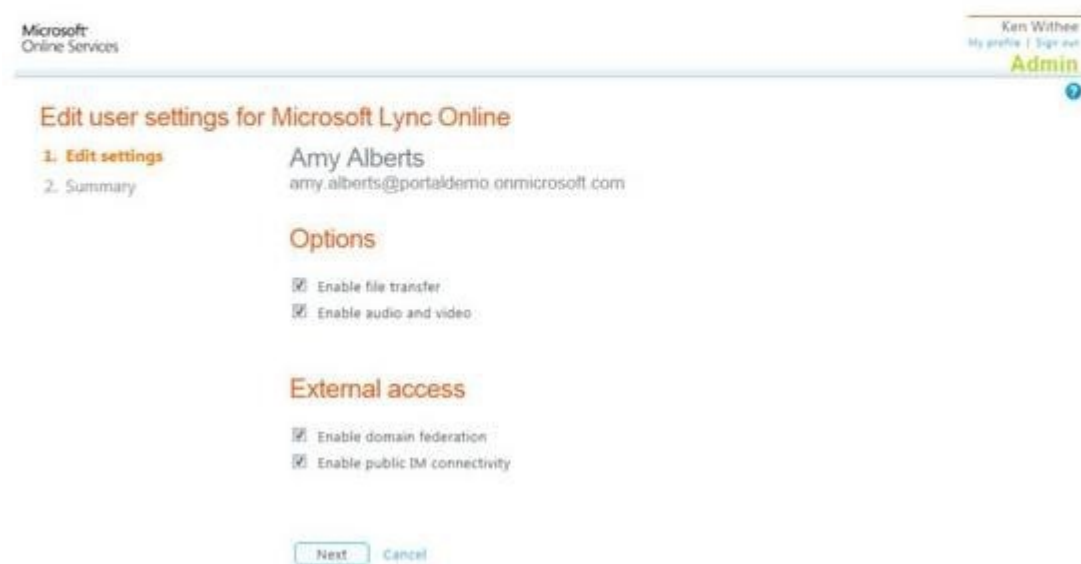 Microsoft
Online Services
Ken Withee
My profile | Sign out
Admin
Edit user settings for Microsoft Lync Online
1. Edit settings
2. Summary
Amy Alberts
amy.alberts@portaldemo.onmicrosoft.com
Options
Enable file transfer
Enable audio and video
External access
Enable domain federation
Enable public IM connectivity
Next Cancel